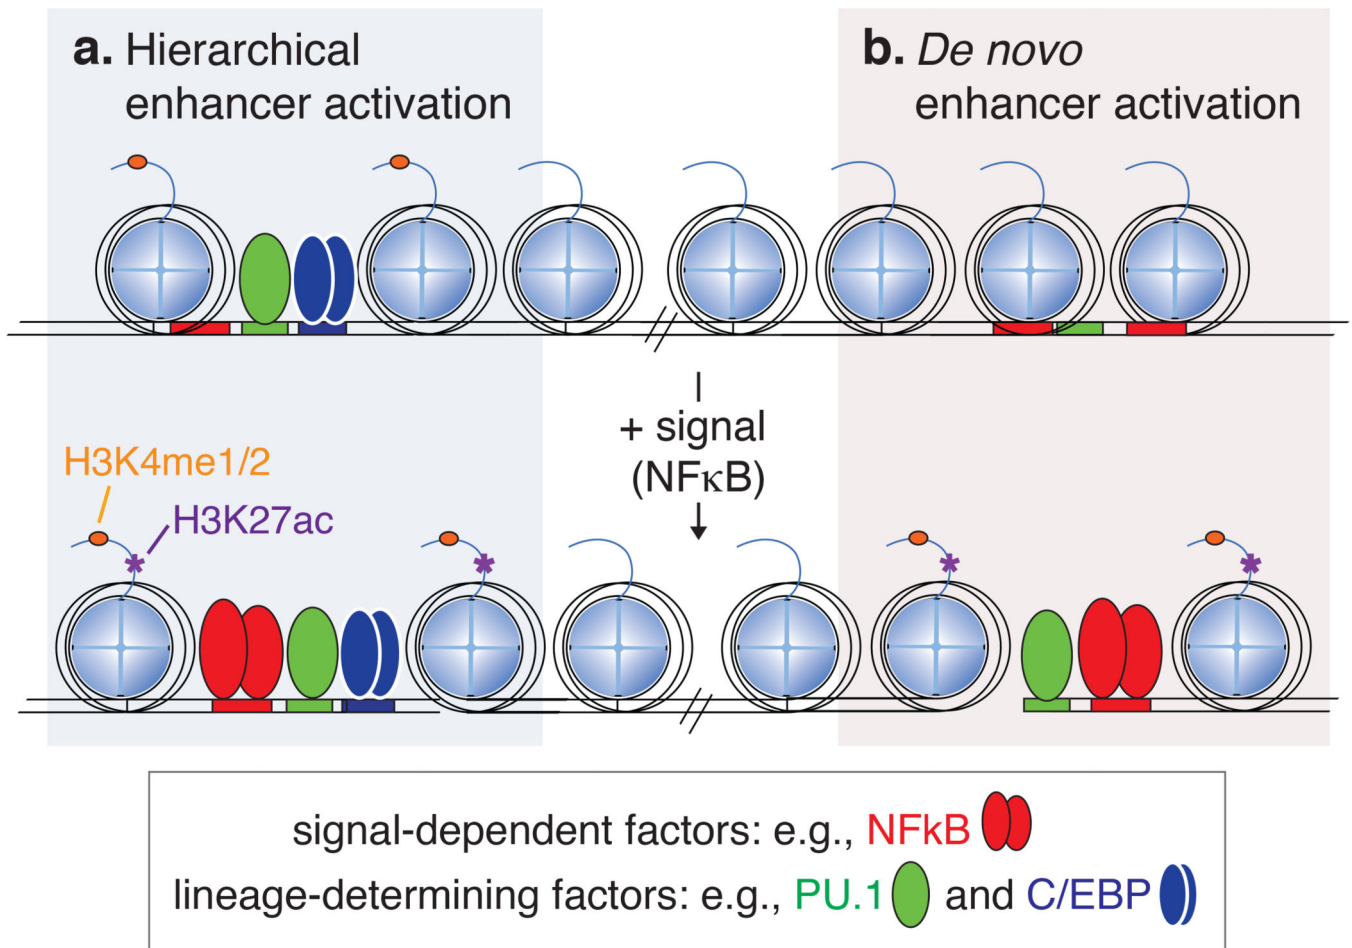 a. Hierarchical
enhancer activation
b. De novo
enhancer activation
+ signal
(NFκB)
H3K4me1/2
H3K27ac
*
*
*
*
signal-dependent factors: e.g., NFkB
lineage-determining factors: e.g., PU.1 and C/EBP